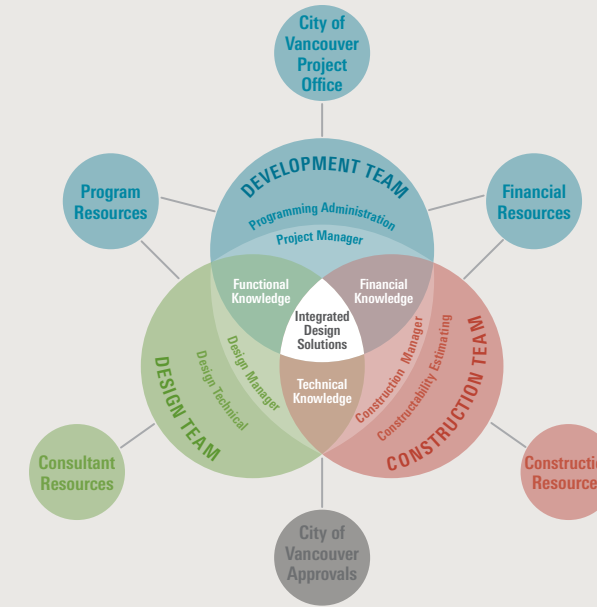 City of
Vancouver
Project
Office
DEVELOPMENT TEAM
Programming Administration
Project Manager
Program
Resources
Financial
Resources
Functional
Knowledge
Financial
Knowledge
Integrated
Design
Solutions
Technical
Knowledge
DESIGN TEAM
Design Technical
Design Manager
Construction Manager
Constructability Estimating
CONSTRUCTION TEAM
Consultant
Resources
Constructio
Resource
City of
Vancouver
Approvals